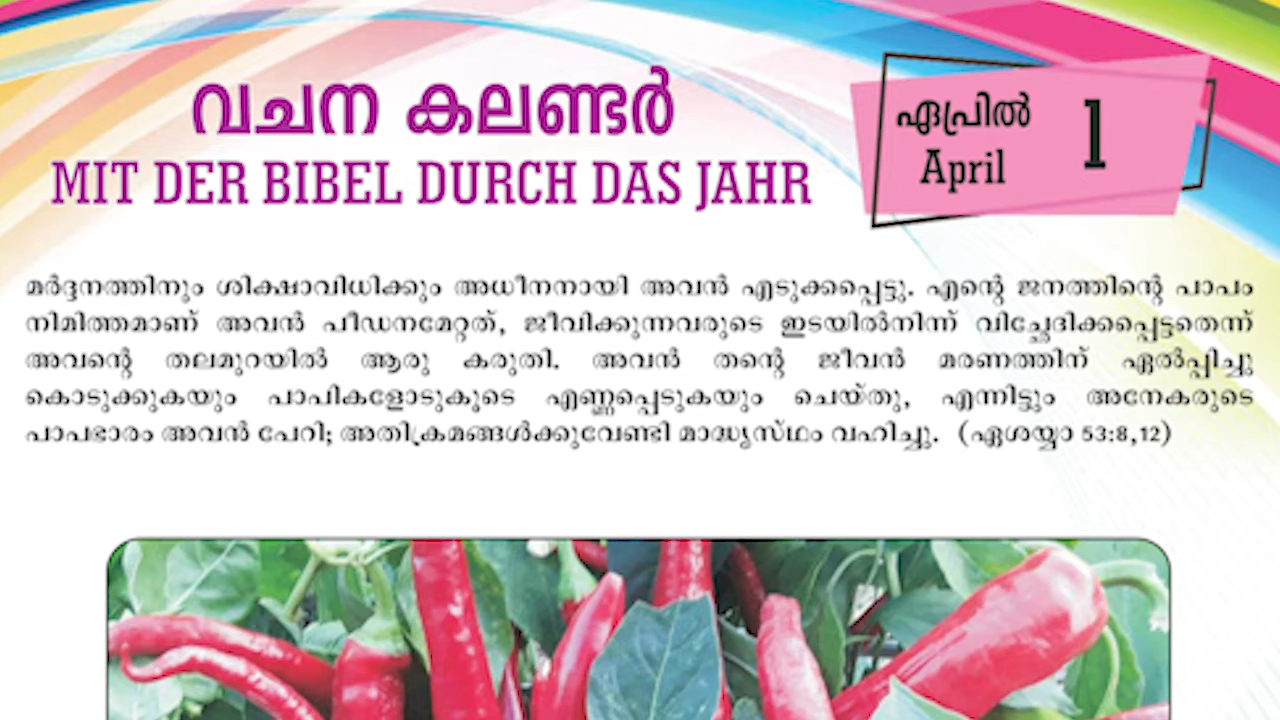 വചന കലണ്ടർ
MIT DER BIBEL DURCH DAS JAHR
ഏപ്രിൽ 1
April
മർദ്ദനത്തിനും ശിക്ഷാവിധിക്കും അധീനനായി അവൻ എടുക്കപ്പെട്ടു. എന്റെ ജനത്തിന്റെ പാപം
നിമിത്തമാണ് അവൻ പീഡനമേറ്റത്, ജീവിക്കുന്നവരുടെ ഇടയിൽനിന്ന് വിച്ഛേദിക്കപ്പെട്ടതെന്ന്
അവന്റെ തലമുറയിൽ ആരു കരുതി. അവൻ തന്റെ ജീവൻ മരണത്തിന് ഏൽപ്പിച്ചു
കൊടുക്കുകയും പാപികളോടുകൂടെ എണ്ണപ്പെടുകയും ചെയ്തു, എന്നിട്ടും അനേകരുടെ
പാപഭാരം അവൻ പേറി; അതിക്രമങ്ങൾക്കുവേണ്ടി മാദ്ധ്യസ്ഥം വഹിച്ചു. (ഏശയ്യാ 53:8,12)